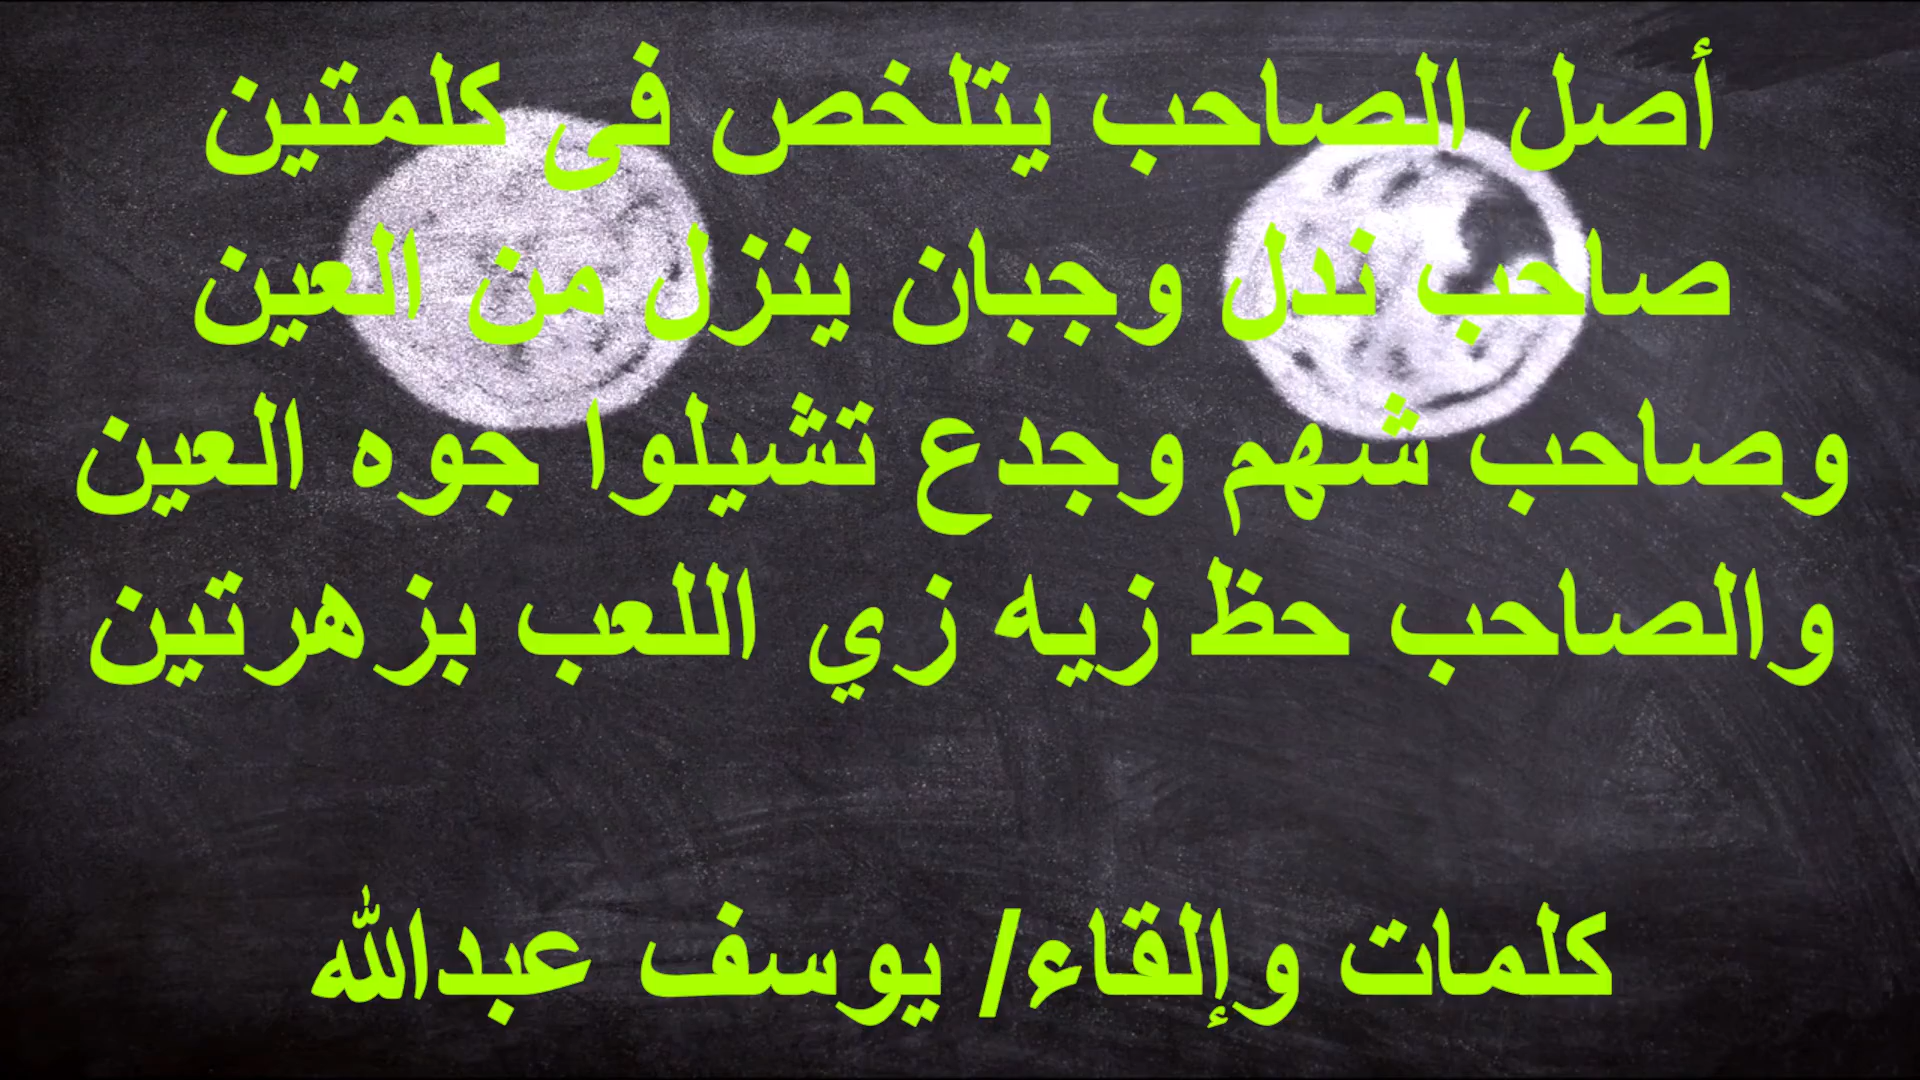 أصل الصاحب يتلخص فى كلمتين
صاحب ندل وجبان ينزل من العين
وصاحب شهم وجدع تشيلوا جوه العين
والصاحب حظ زيه زي اللعب بزهرتين
كلمات وإلقاء/ يوسف عبدالله